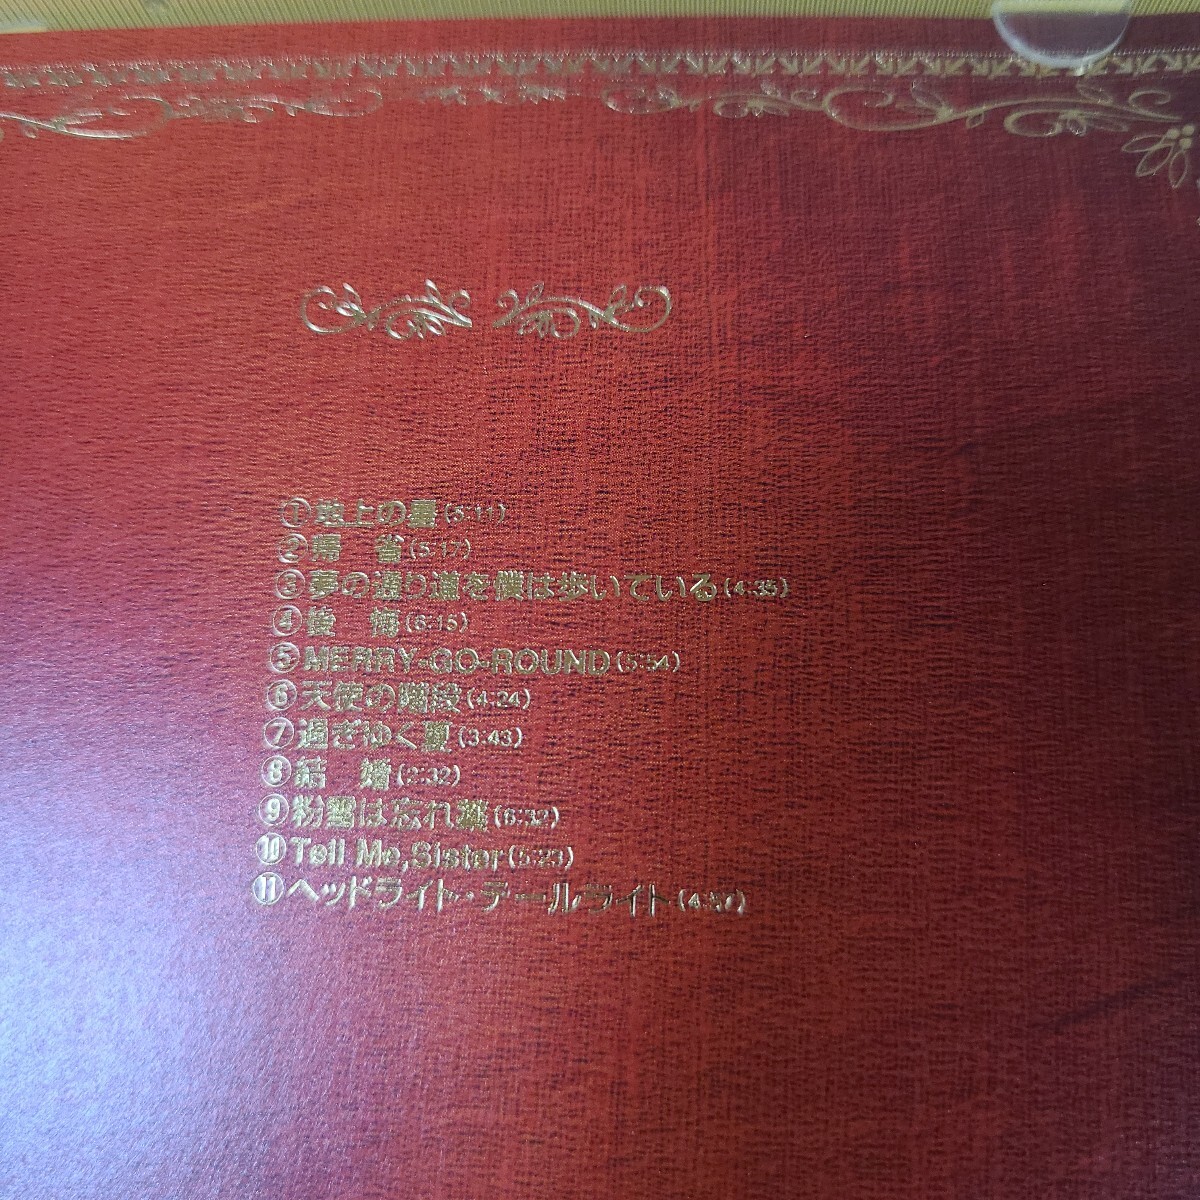 ①地上の星(5:11)
②帰 省(5:17)
③夢の通り道を僕は歩いている(4:35)
④後 悔(6:15)
⑤MERRY-GO-ROUND(5:54)
⑥天使の階段(4:24)
⑦過ぎゆく夏(3:43)
⑧結 婚(2:32)
⑨粉雪は忘れ薬(6:32)
⑩Tell Me,Sister(5:23)
⑪ヘッドライト・テールライト(4:57)